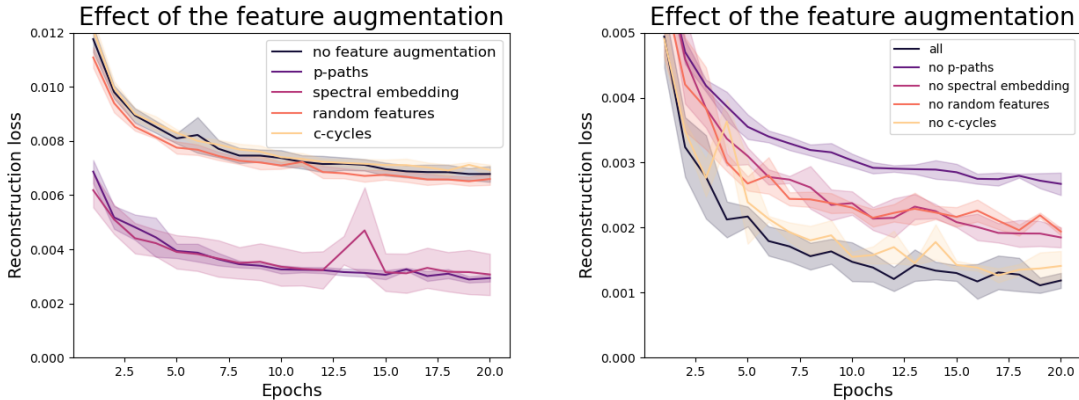 Effect of the feature augmentation
Reconstruction loss
0.012
0.010
0.008
0.006
0.004
0.002
0.000
no feature augmentation
p-paths
spectral embedding
random features
c-cycles
2.5 5.0 7.5 10.0 12.5 15.0 17.5 20.0
Epochs
Effect of the feature augmentation
Reconstruction loss
0.005
0.004
0.003
0.002
0.001
0.000
all
no p-paths
no spectral embedding
no random features
no c-cycles
2.5 5.0 7.5 10.0 12.5 15.0 17.5 20.0
Epochs